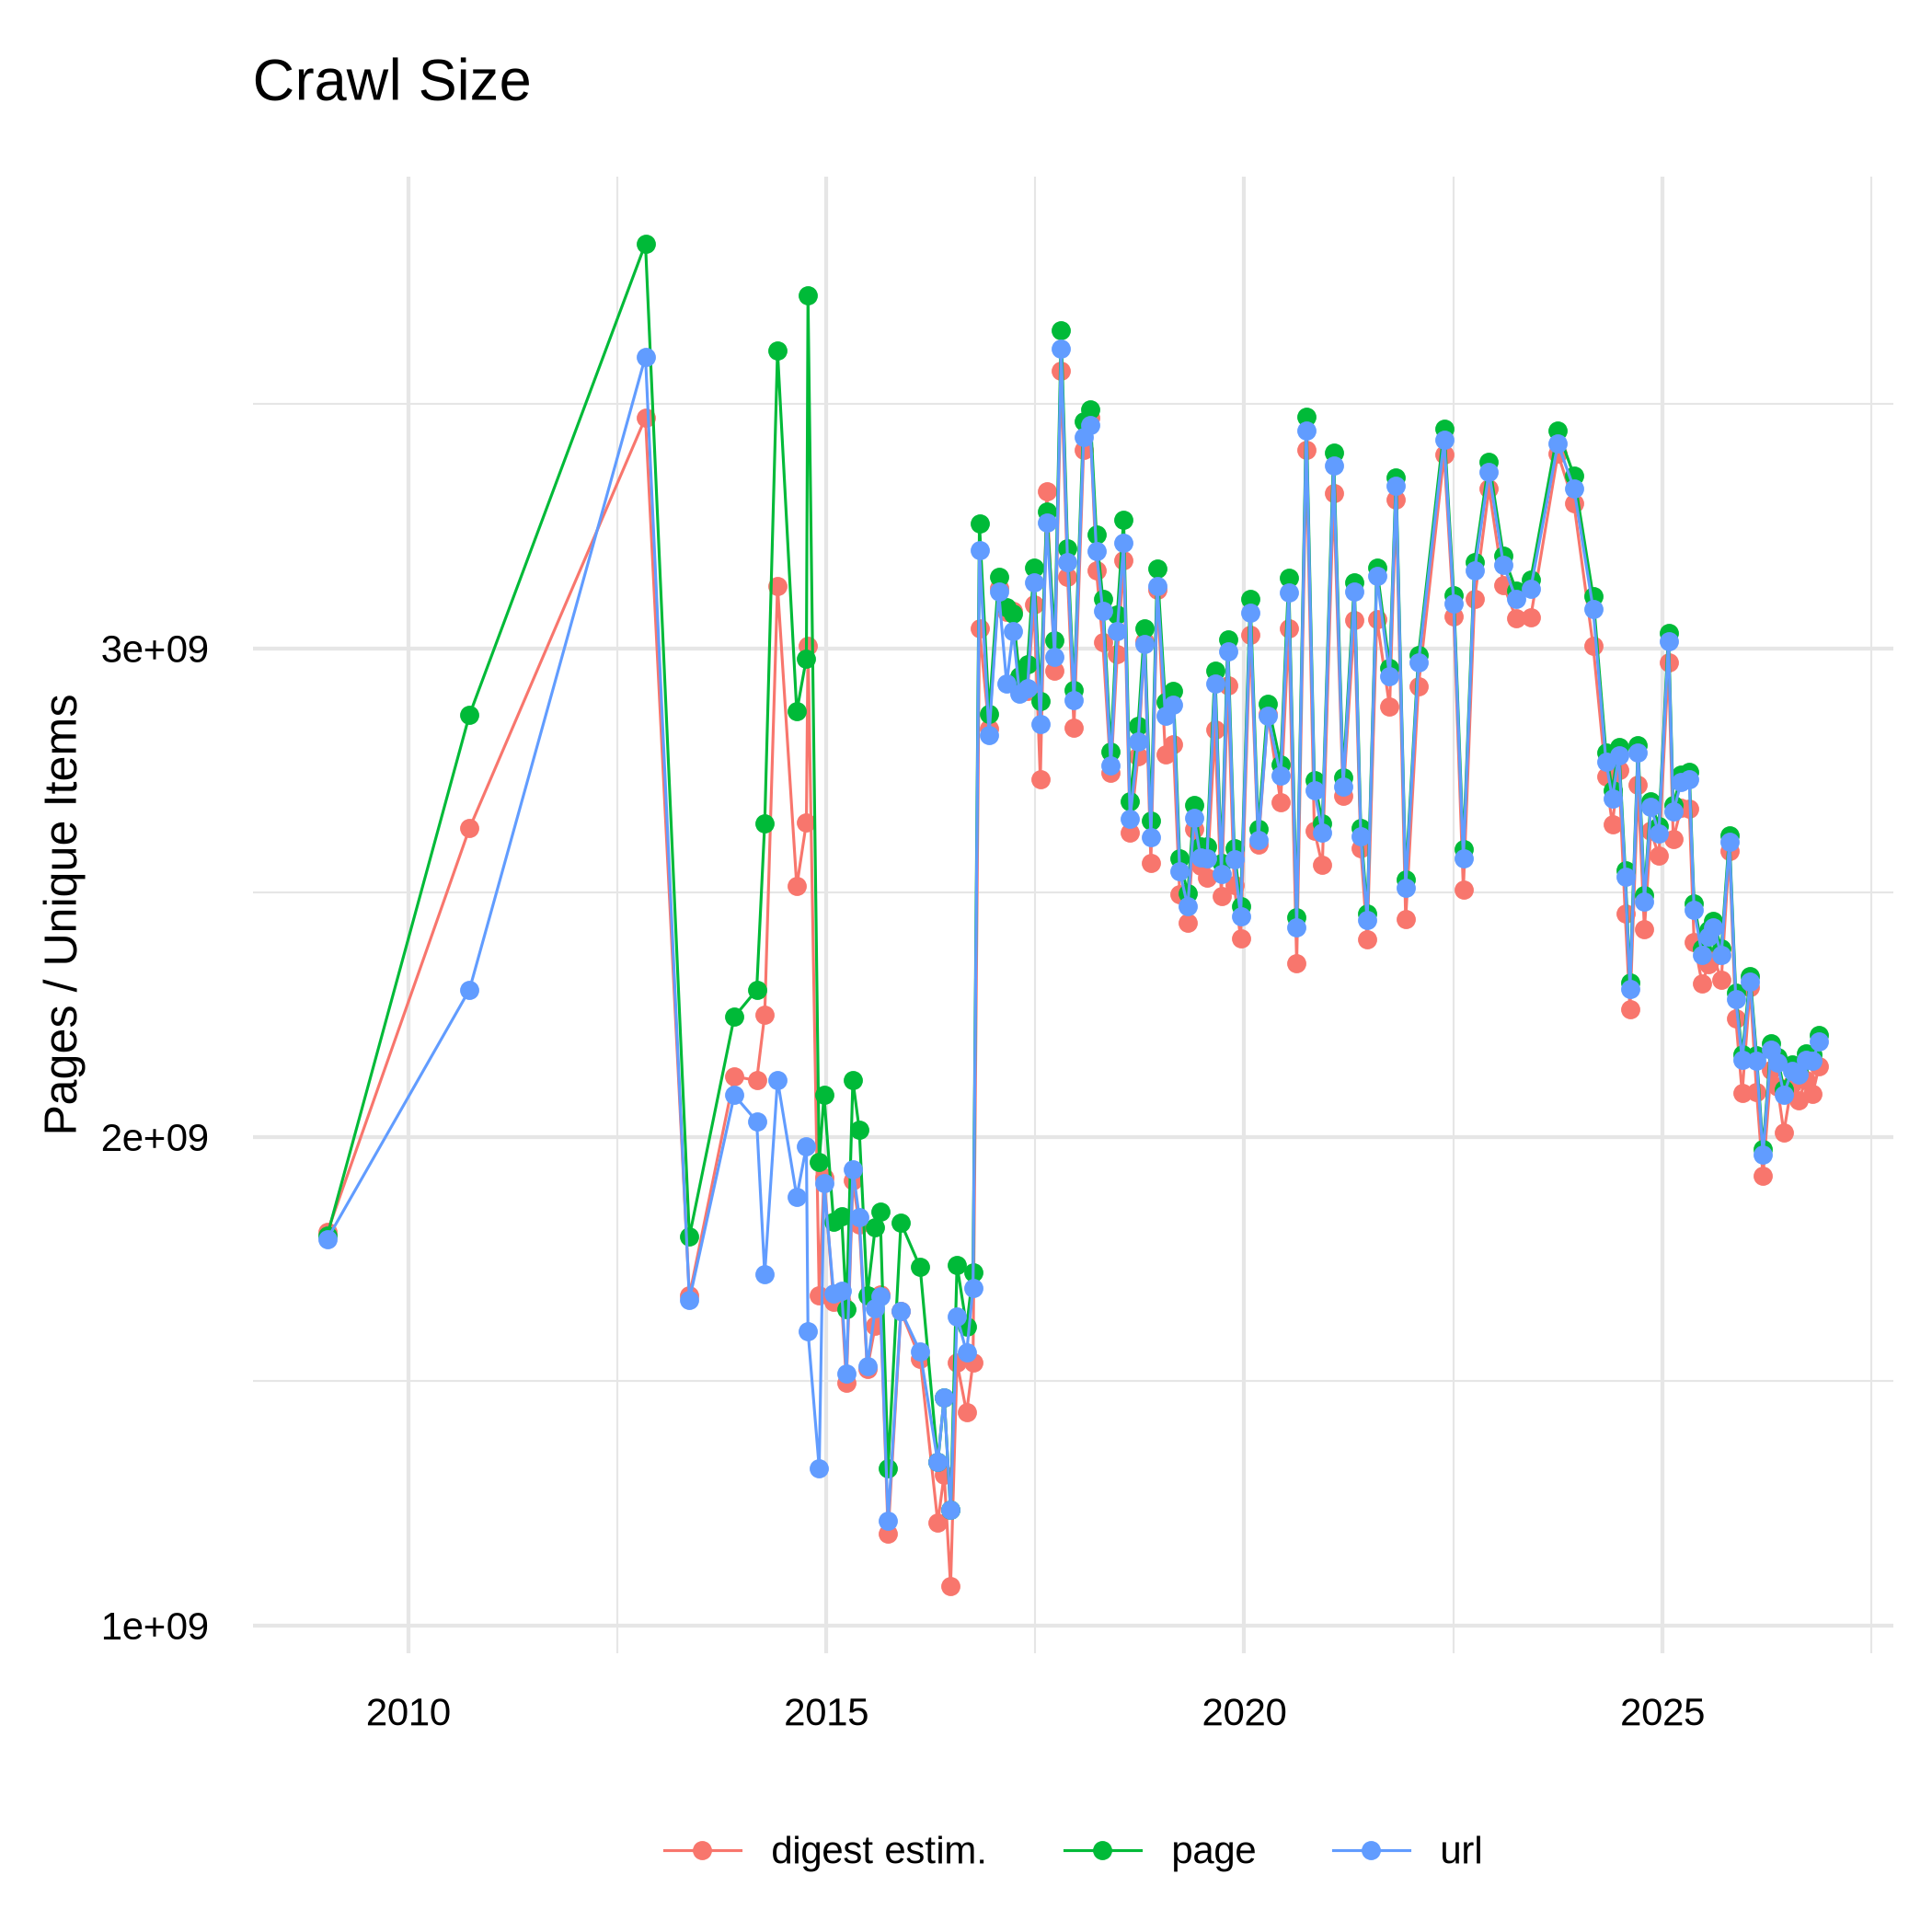 Crawl Size
Pages / Unique Items
3e+09
2e+09
1e+09
2010
2015
2020
2025
digest estim.
page
url